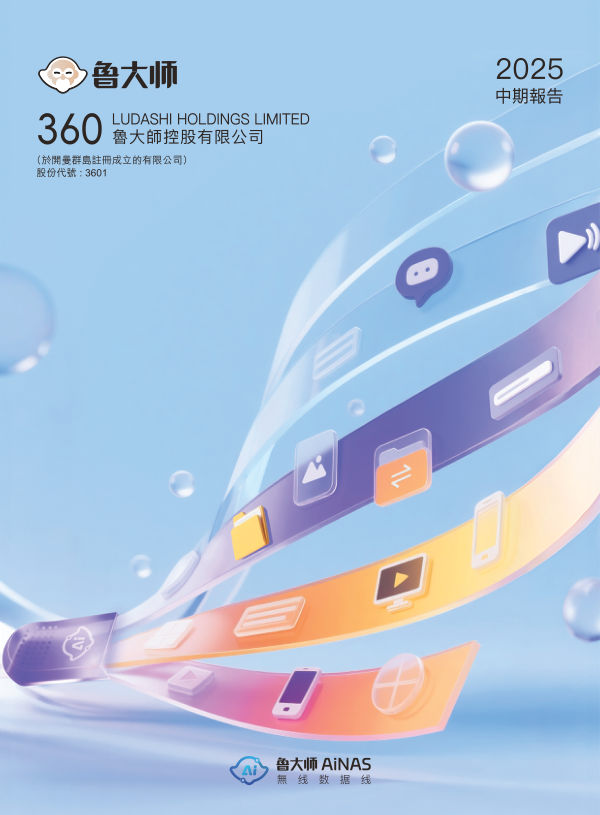 魯大师
2025
中期報告
360 LUDASHI HOLDINGS LIMITED
魯大師控股有限公司
（於開曼群島註冊成立的有限公司）
股份代號 : 3601
Ai
Ai
魯大师 AiNAS
無线数据线